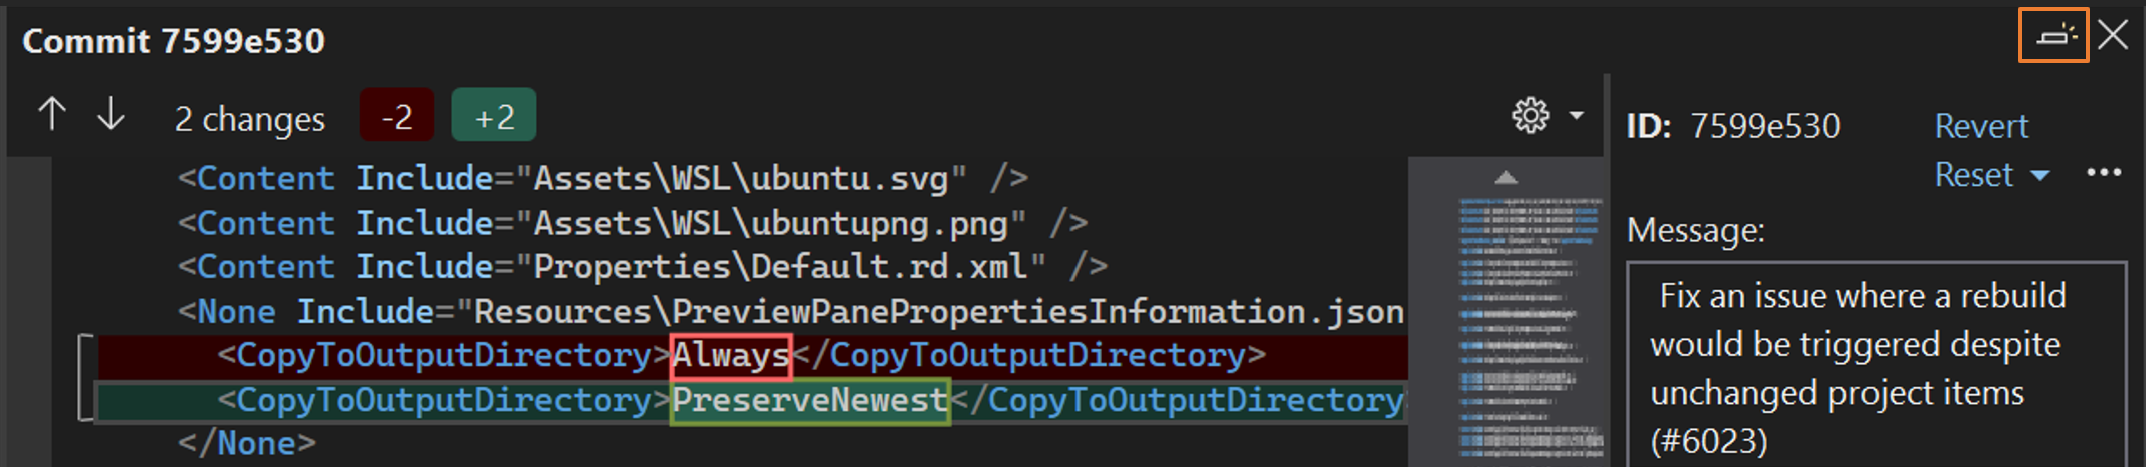 Commit 7599e530
2 changes -2 +2
<Content Include="Assets\WSL\ubuntu.svg" />
<Content Include="Assets\WSL\ubuntupng.png" />
<Content Include="Properties\Default.rd.xml" />
<None Include="Resources\PreviewPanePropertiesInformation.json
<CopyToOutputDirectory>Always</CopyToOutputDirectory>
<CopyToOutputDirectory>PreserveNewest</CopyToOutputDirectory
</None>
ID: 7599e530 Revert
Reset
Message:
Fix an issue where a rebuild
would be triggered despite
unchanged project items
(#6023)